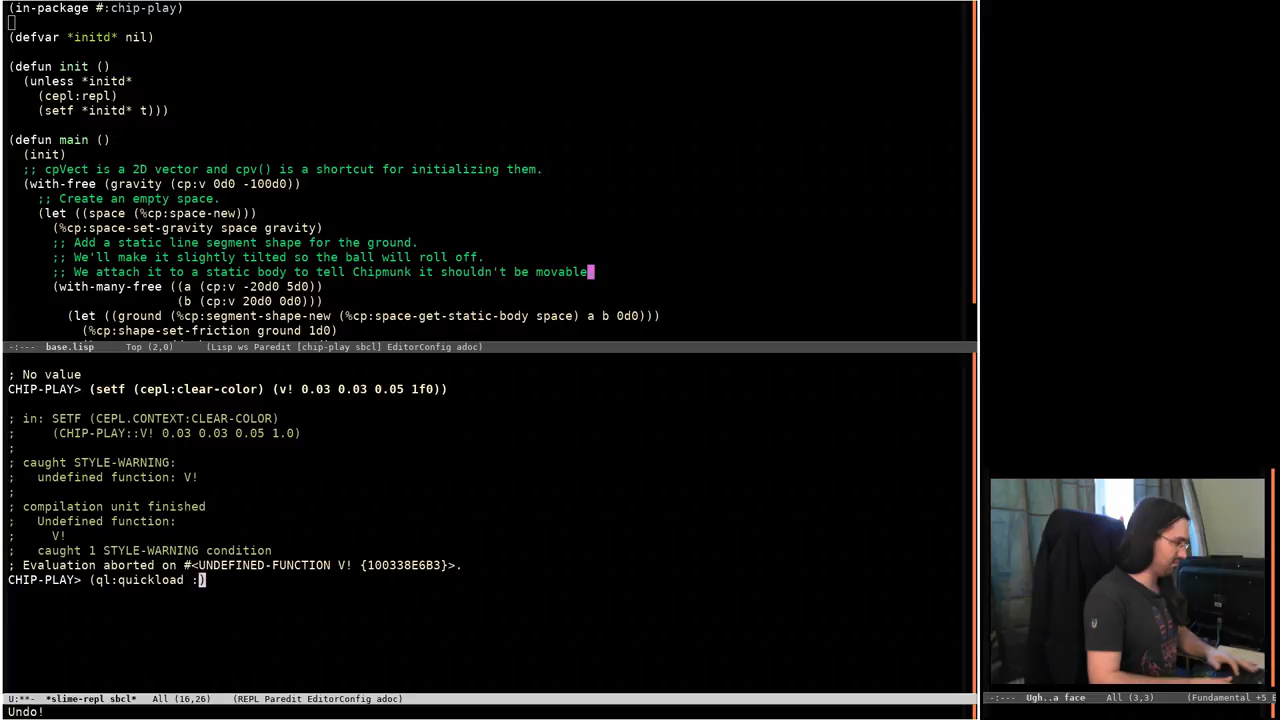 (in-package #:chip-play)
(defvar *initd* nil)
(defun init ()
(unless *initd*
(cepl:repl)
(setf *initd* t)))
(defun main ()
(init)
;; cpVect is a 2D vector and cpv() is a shortcut for initializing them.
(with-free (gravity (cp:v 0d0 -100d0))
;; Create an empty space.
(let ((space (%cp:space-new)))
(%cp:space-set-gravity space gravity)
;; Add a static line segment shape for the ground.
;; We'll make it slightly tilted so the ball will roll off.
;; We attach it to a static body to tell Chipmunk it shouldn't be movable
(with-many-free ((a (cp:v -20d0 5d0))
(b (cp:v 20d0 0d0)))
(let ((ground (%cp:segment-shape-new (%cp:space-get-static-body space) a b 0d0)))
(%cp:shape-set-friction ground 1d0)
-:--- base.lisp Top (2,0) (Lisp ws Paredit [chip-play sbcl] EditorConfig adoc)
; No value
CHIP-PLAY> (setf (cepl:clear-color) (v! 0.03 0.03 0.05 1f0))
; in: SETF (CEPL.CONTEXT:CLEAR-COLOR)
; (CHIP-PLAY::V! 0.03 0.03 0.05 1.0)
;
; caught STYLE-WARNING:
; undefined function: V!
;
; compilation unit finished
; Undefined function:
; V!
; caught 1 STYLE-WARNING condition
; Evaluation aborted on #<UNDEFINED-FUNCTION V! {100338E6B3}>.
CHIP-PLAY> (ql:quickload :)
U:**- *slime-repl sbcl* All (16,26) (REPL Paredit EditorConfig adoc)
-:--- Ugh..a face All (3,3) (Fundamental +5 E
Undo!